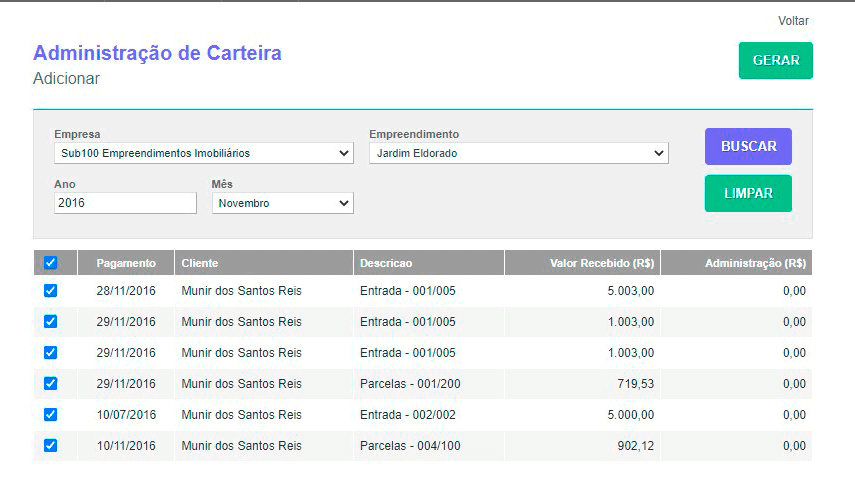 Voltar
Administração de Carteira
GERAR
Adicionar
Empresa Empreendimento
Sub100 Empreendimentos Imobiliários Jardim Eldorado BUSCAR
Ano Mês
2016 Novembro LIMPAR
Pagamento Cliente Descricao Valor Recebido (R$) Administração (R$)
28/11/2016 Munir dos Santos Reis Entrada - 001/005 5.003,00 0,00
29/11/2016 Munir dos Santos Reis Entrada - 001/005 1.003,00 0,00
29/11/2016 Munir dos Santos Reis Entrada - 001/005 1.003,00 0,00
29/11/2016 Munir dos Santos Reis Parcelas - 001/200 719,53 0,00
10/07/2016 Munir dos Santos Reis Entrada - 002/002 5.000,00 0,00
10/11/2016 Munir dos Santos Reis Parcelas - 004/100 902,12 0,00